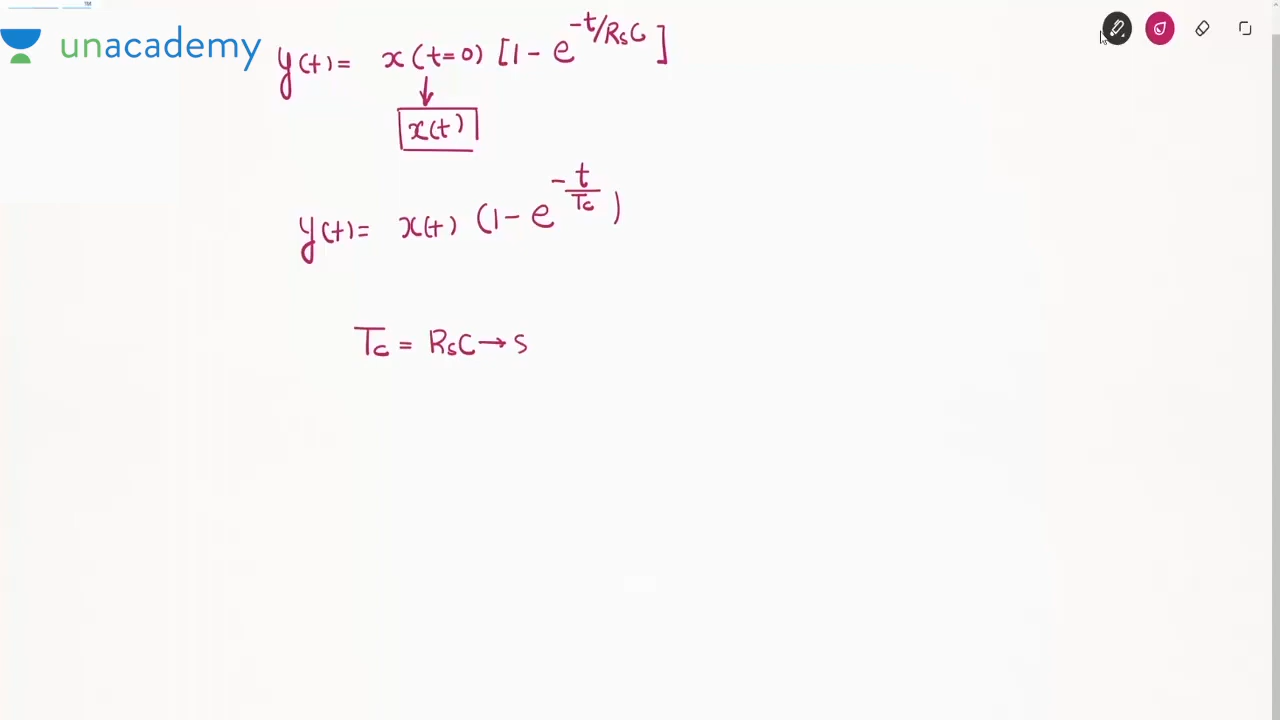 unacademy
y(t) = x(t=0) [1 - e^{-t/RsC}]
↓
x(t)
y(t) = x(t) (1 - e^{-t/Tc})
Tc = RsC → s